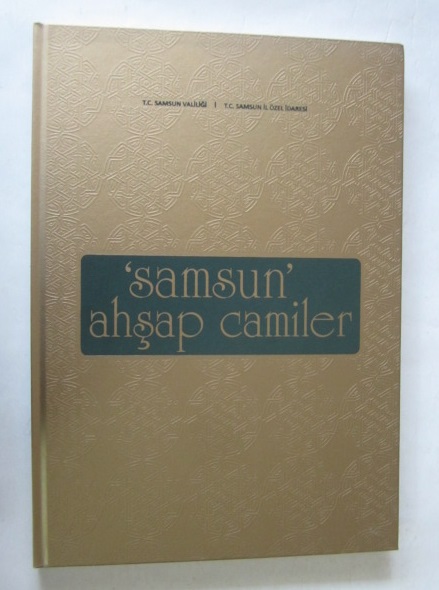 T.C. SAMSUN VALİLİĞİ | T.C. SAMSUN İL ÖZEL İDARESİ
‘samsun’
ahşap camiler